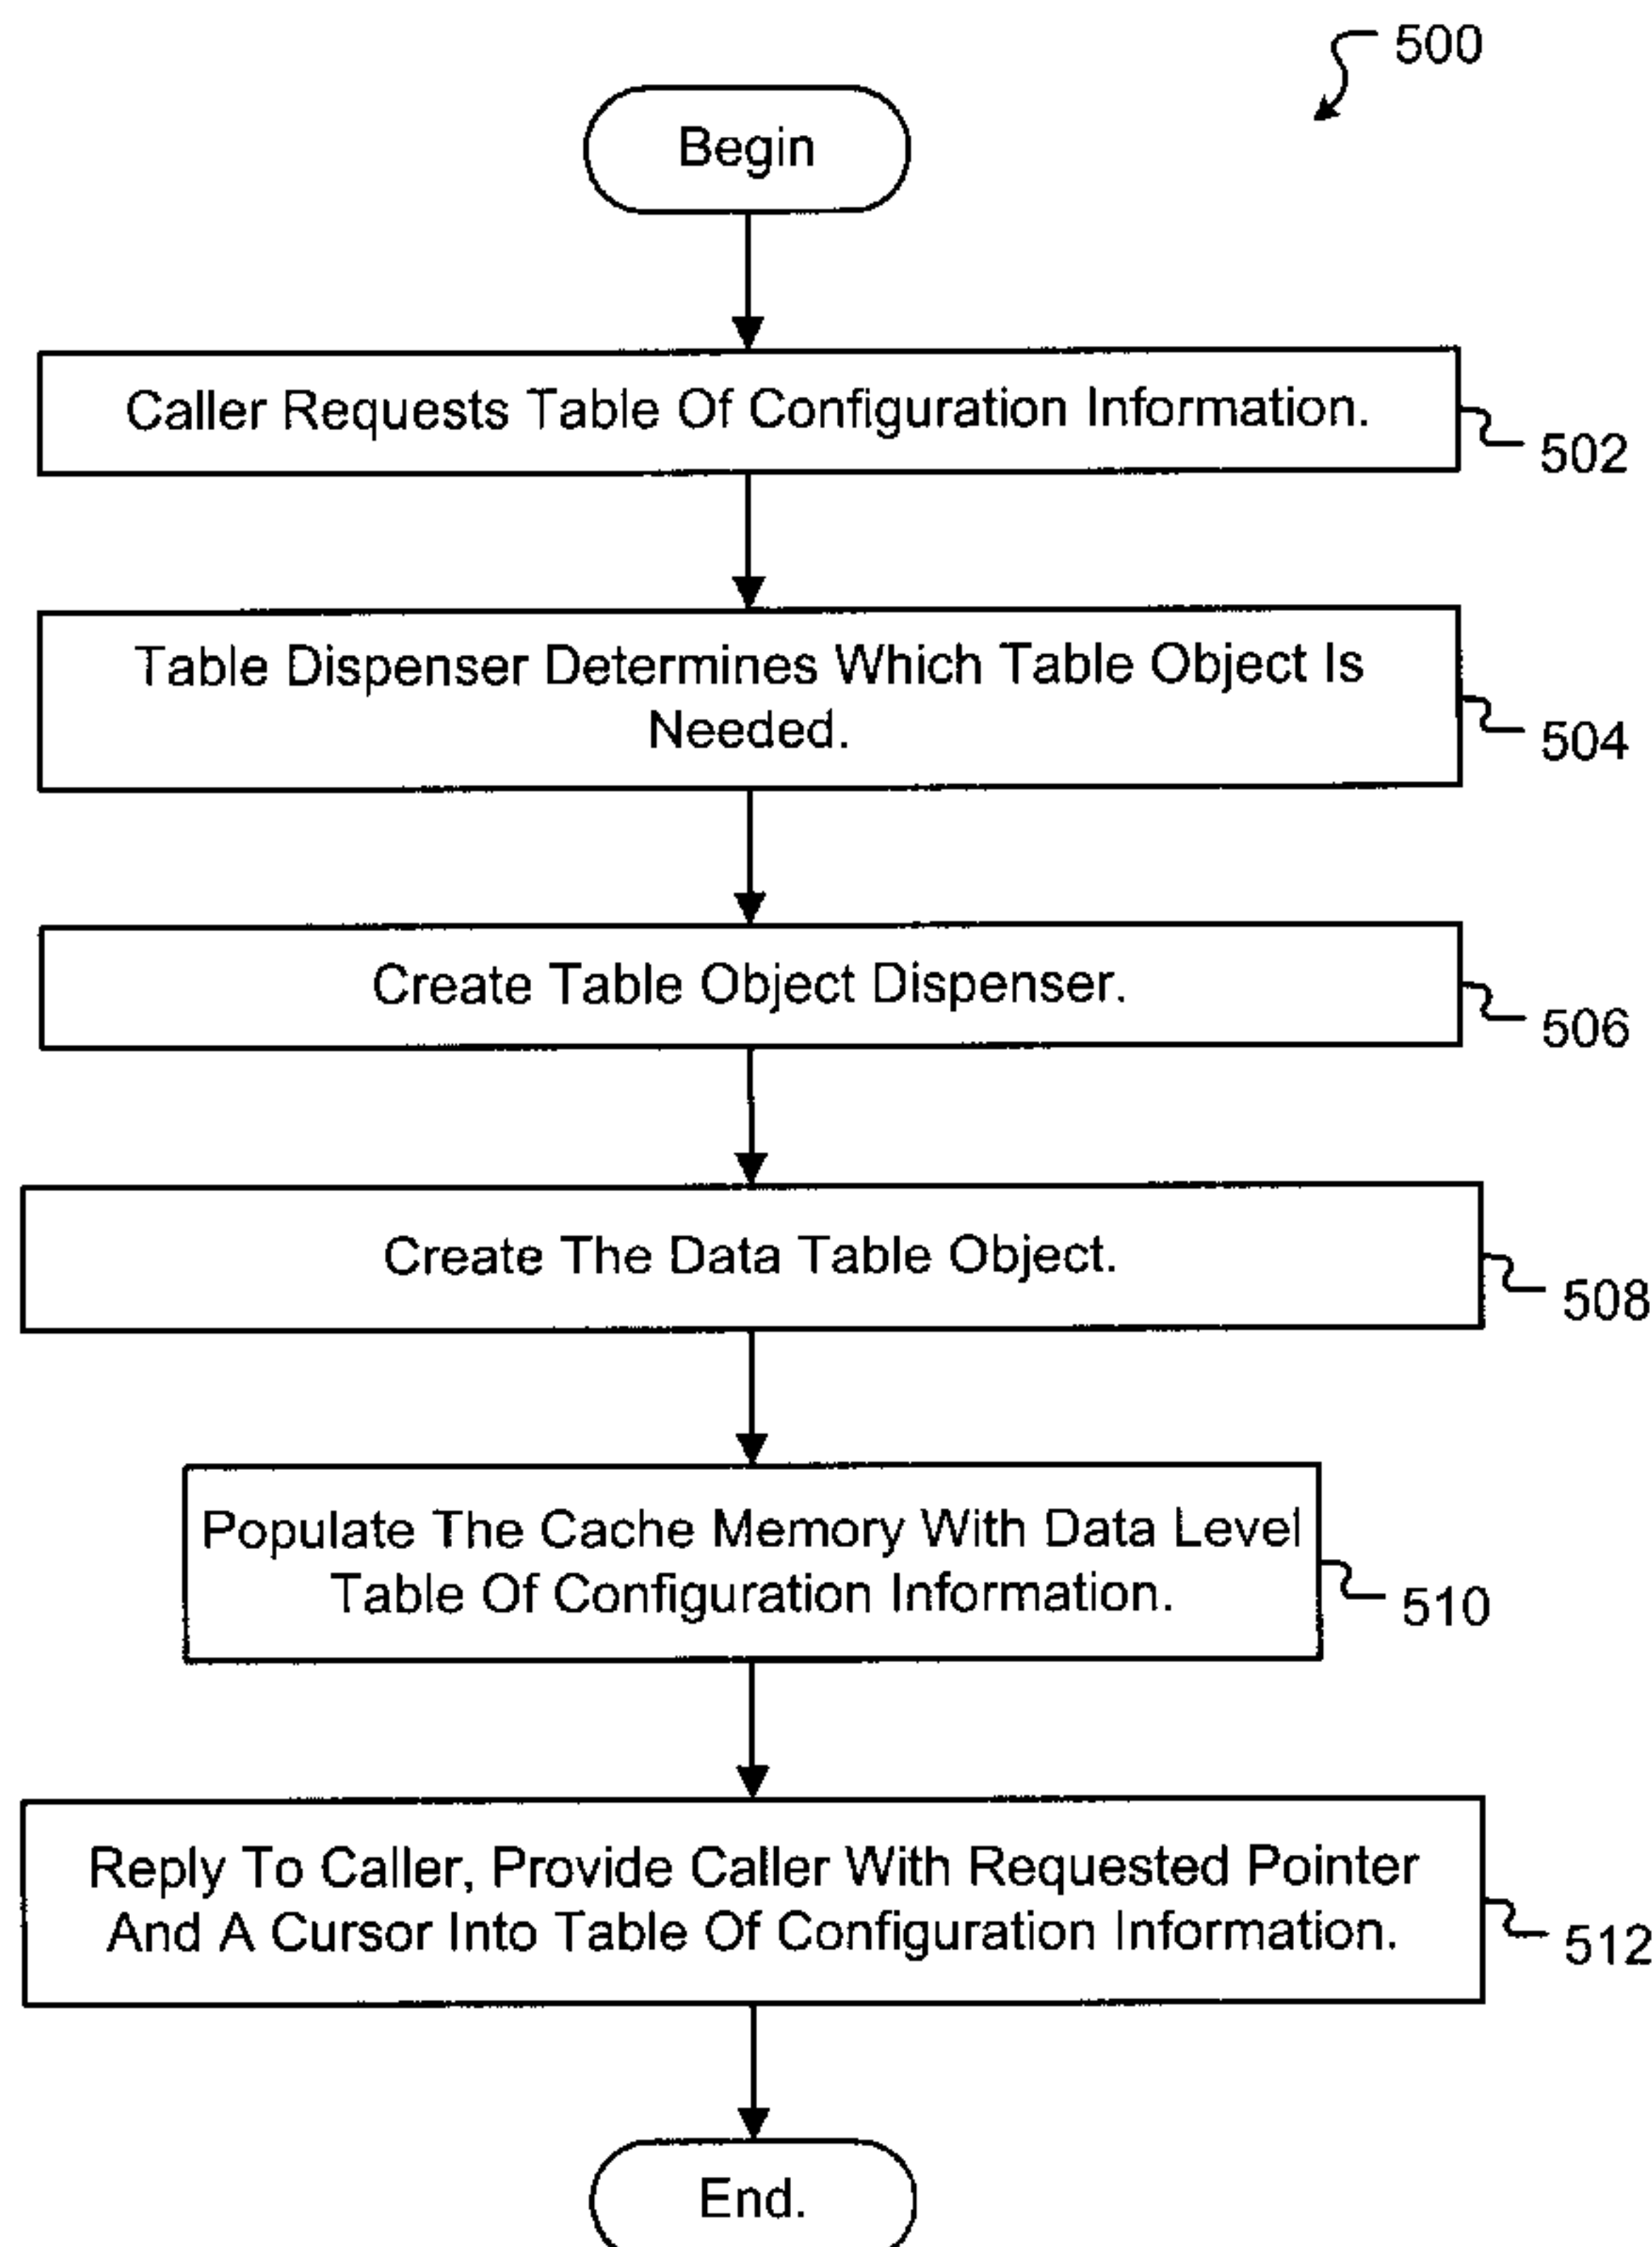 500
Begin
Caller Requests Table Of Configuration Information.
502
Table Dispenser Determines Which Table Object Is
Needed.
504
Create Table Object Dispenser.
506
Create The Data Table Object.
508
Populate The Cache Memory With Data Level
Table Of Configuration Information.
510
Reply To Caller, Provide Caller With Requested Pointer
And A Cursor Into Table Of Configuration Information.
512
End.